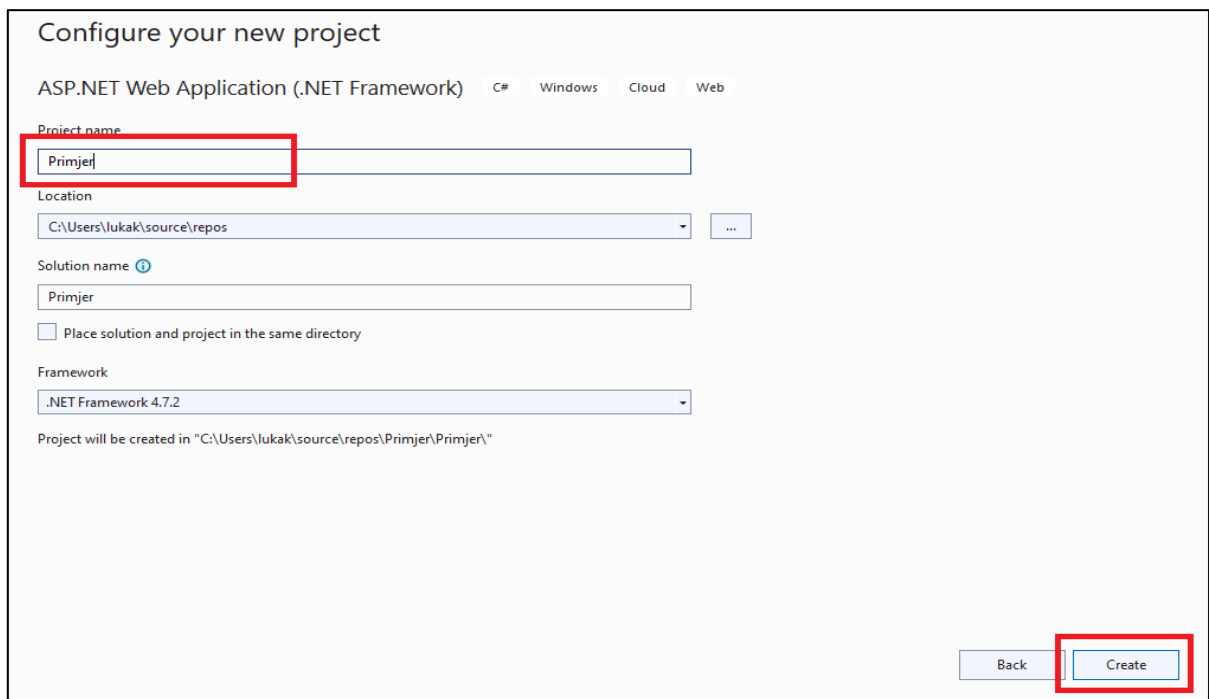 Configure your new project
ASP.NET Web Application (.NET Framework) C# Windows Cloud Web
Project name
Primjer
Location
C:\Users\lukak\source\repos
...
Solution name
Primjer
Place solution and project in the same directory
Framework
.NET Framework 4.7.2
Project will be created in "C:\Users\lukak\source\repos\Primjer\Primjer\"
Back Create